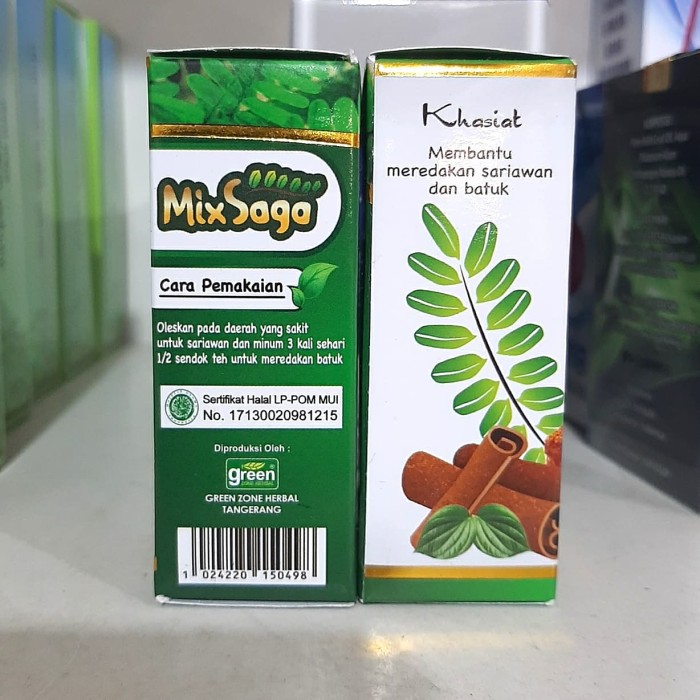 MixSaga
Cara Pemakaian
Oleskan pada daerah yang sakit
untuk sariawan dan minum 3 kali sehari
1/2 sendok teh untuk meredakan batuk
Sertifikat Halal LP-POM MUI
No. 17130020981215
Diproduksi Oleh :
green
ZONE HERBAL
GREEN ZONE HERBAL
TANGERANG
1 024220 150498
Khasiat
Membantu
meredakan sariawan
dan batuk